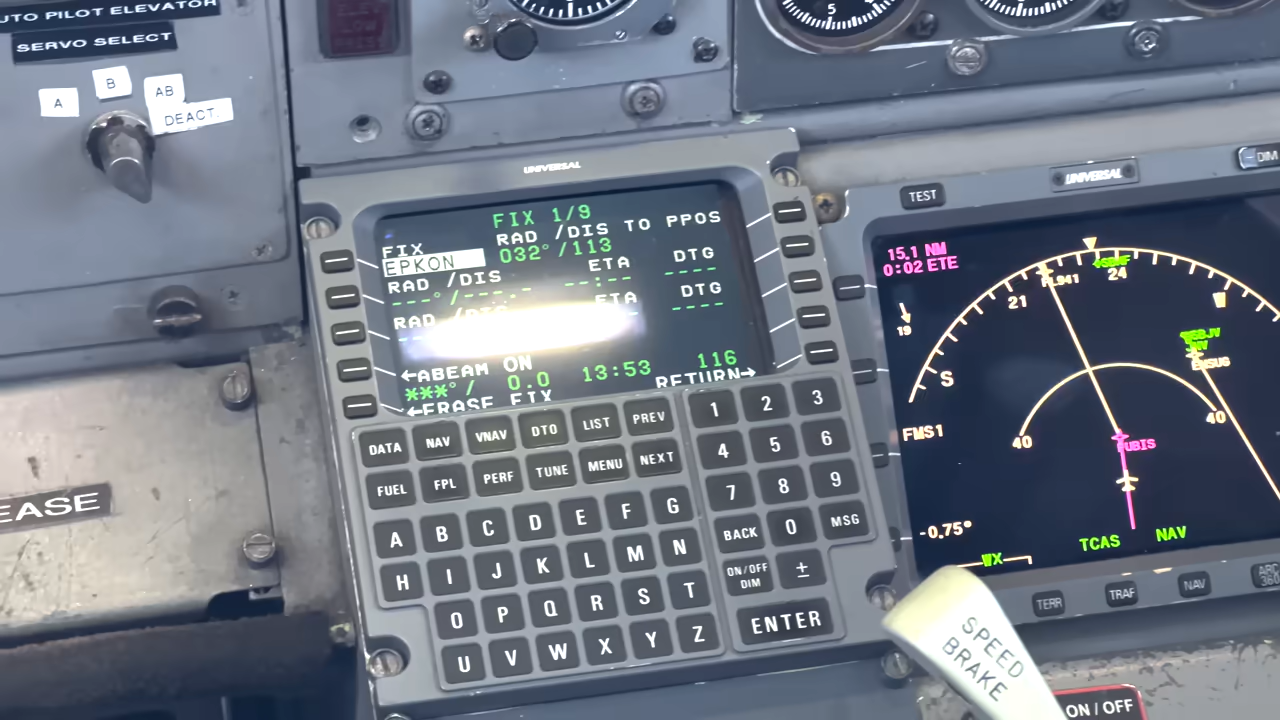 AUTO PILOT ELEVATOR
SERVO SELECT
A
B
AB
DEACT.
EASE
5
UNIVERSAL
FIX 1/9
FIX
RAD /DIS TO PPOS
EPKON
032°/113
RAD /DIS
ETA
DTG
---°/-----
--:--
----
RAD /DIS
ETA
DTG
----
←ABEAM ON
***°/ 0.0
13:53
116
←ERASE FIX
RETURN→
DATA NAV VNAV DTO LIST PREV
FUEL FPL PERF TUNE MENU NEXT
A B C D E F G
H I J K L M N
O P Q R S T
U V W X Y Z
1 2 3
4 5 6
7 8 9
BACK 0 MSG
ON/OFF DIM ±
ENTER
TEST
UNIVERSAL
DIM
15.1 NM
0:02 ETE
19
S
21
24
40
40
FMS1
-0.75°
WX
TCAS
NAV
TERR
TRAF
NAV
ARC
360
SPEED
BRAKE
ON / OFF